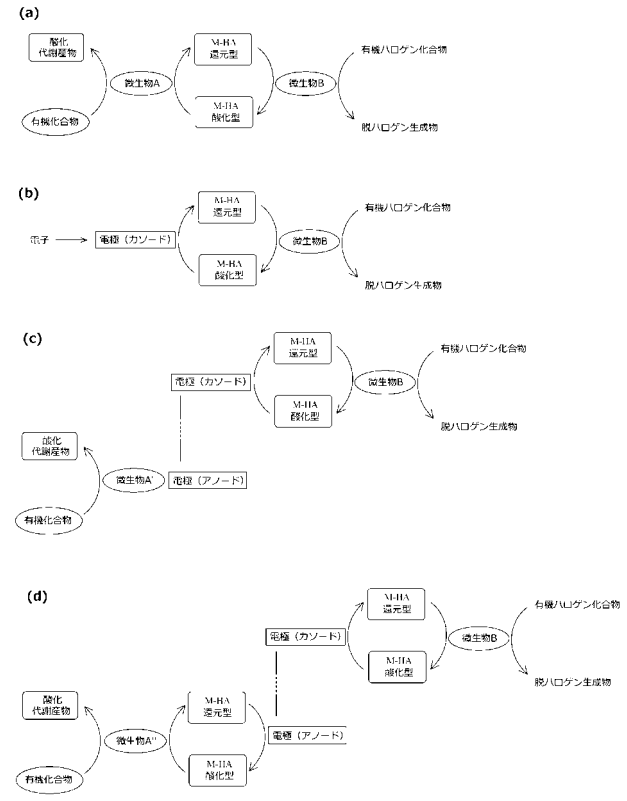 (a)
酸化
代謝産物
M-HA
還元型
有機ハロゲン化合物
微生物A
微生物B
有機化合物
M-HA
酸化型
脱ハロゲン生成物
(b)
M-HA
還元型
有機ハロゲン化合物
電子
電極（カソード）
微生物B
M-HA
酸化型
脱ハロゲン生成物
(c)
M-HA
還元型
有機ハロゲン化合物
電極（カソード）
微生物B
M-HA
酸化型
脱ハロゲン生成物
酸化
代謝産物
微生物A'
電極（アノード）
有機化合物
(d)
M-HA
還元型
有機ハロゲン化合物
電極（カソード）
微生物B
M-HA
酸化型
脱ハロゲン生成物
酸化
代謝産物
M-HA
還元型
微生物A''
電極（アノード）
有機化合物
M-HA
酸化型